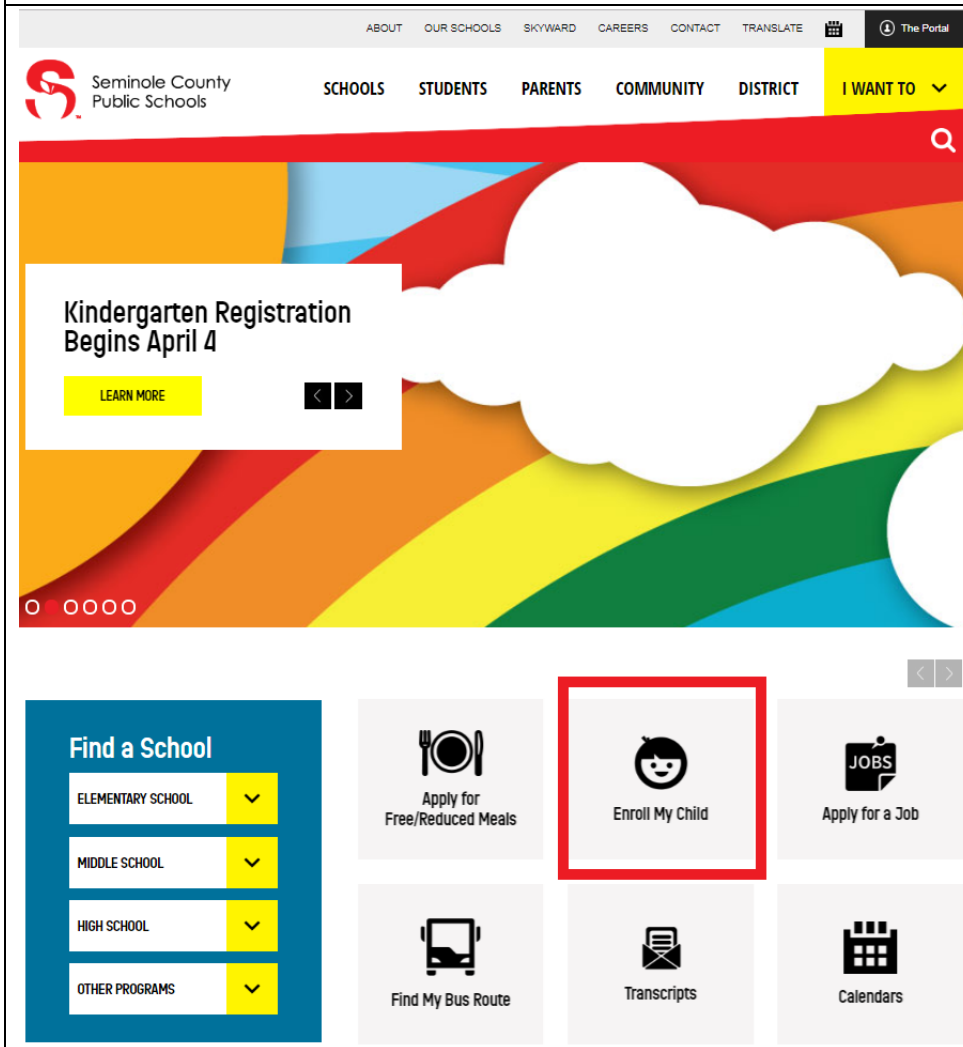 ABOUT OUR SCHOOLS SKYWARD CAREERS CONTACT TRANSLATE The Portal
Seminole County
Public Schools
SCHOOLS STUDENTS PARENTS COMMUNITY DISTRICT I WANT TO
Kindergarten Registration
Begins April 4
LEARN MORE
Find a School
ELEMENTARY SCHOOL
MIDDLE SCHOOL
HIGH SCHOOL
OTHER PROGRAMS
Apply for
Free/Reduced Meals
Enroll My Child
JOBS
Apply for a Job
Find My Bus Route
Transcripts
Calendars